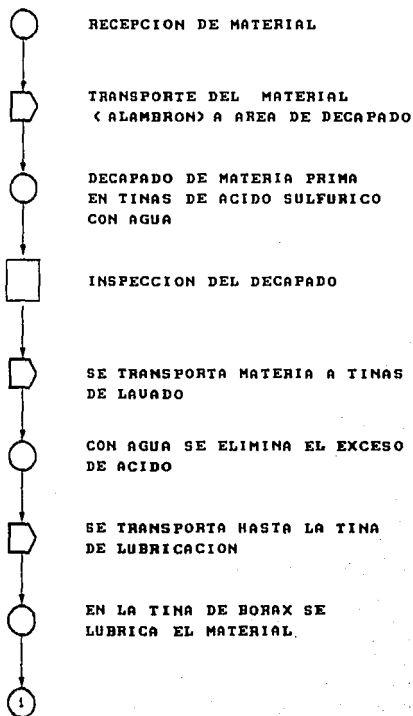 RECEPCION DE MATERIAL
TRANSPORTE DEL MATERIAL
(ALAMBRON) A AREA DE DECAPADO
DECAPADO DE MATERIA PRIMA
EN TINAS DE ACIDO SULFURICO
CON AGUA
INSPECCION DEL DECAPADO
SE TRANSPORTA MATERIA A TINAS
DE LAVADO
CON AGUA SE ELIMINA EL EXCESO
DE ACIDO
SE TRANSPORTA HASTA LA TINA
DE LUBRICACION
EN LA TINA DE BORAX SE
LUBRICA EL MATERIAL
1